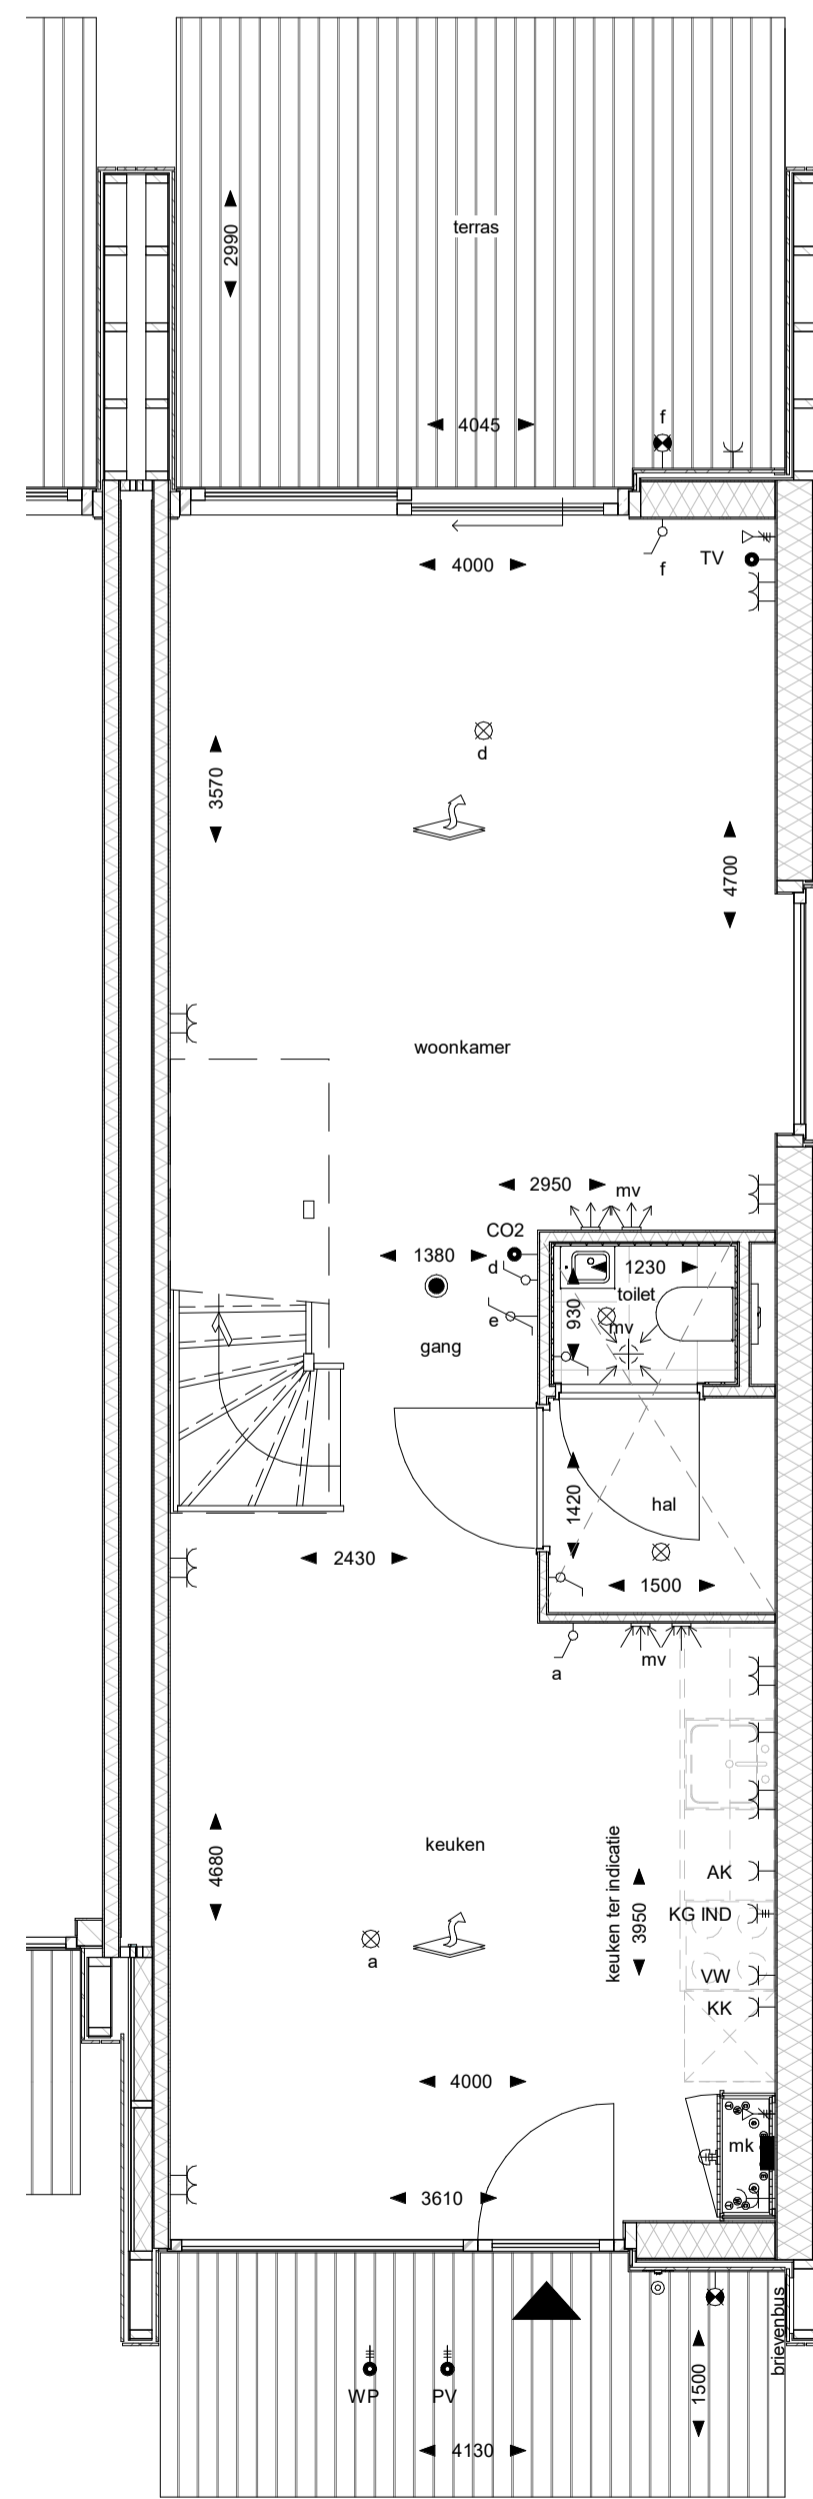 2990
terras
4045
f
4000
f
TV
d
3570
4700
woonkamer
2950
mv
CO2
1380
d
1230
toilet
930
e
mv
gang
1420
hal
2430
1500
mv
a
4680
keuken
keuken ter indicatie
3950
AK
KG IND
VW
KK
a
4000
mk
3610
brievenbus
WP
PV
1500
4130